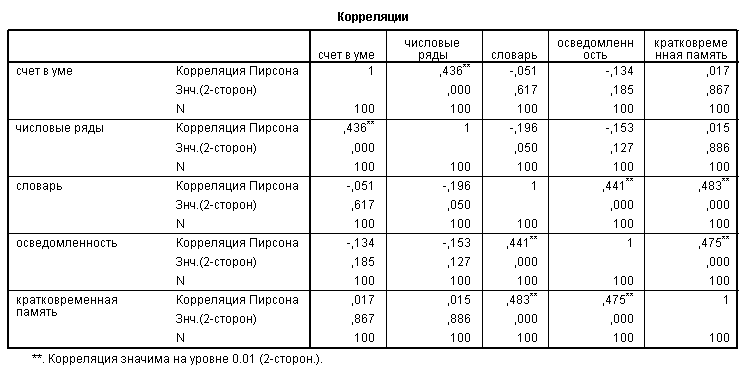 Корреляции
счет в уме числовые ряды словарь осведомленность кратковременная память
счет в уме Корреляция Пирсона 1 ,436** -,051 -,134 ,017
Знч.(2-сторон) ,000 ,617 ,185 ,867
N 100 100 100 100 100
числовые ряды Корреляция Пирсона ,436** 1 -,196 -,153 ,015
Знч.(2-сторон) ,000 ,050 ,127 ,886
N 100 100 100 100 100
словарь Корреляция Пирсона -,051 -,196 1 ,441** ,483**
Знч.(2-сторон) ,617 ,050 ,000 ,000
N 100 100 100 100 100
осведомленность Корреляция Пирсона -,134 -,153 ,441** 1 ,475**
Знч.(2-сторон) ,185 ,127 ,000 ,000
N 100 100 100 100 100
кратковременная память Корреляция Пирсона ,017 ,015 ,483** ,475** 1
Знч.(2-сторон) ,867 ,886 ,000 ,000
N 100 100 100 100 100
**. Корреляция значима на уровне 0.01 (2-сторон.).